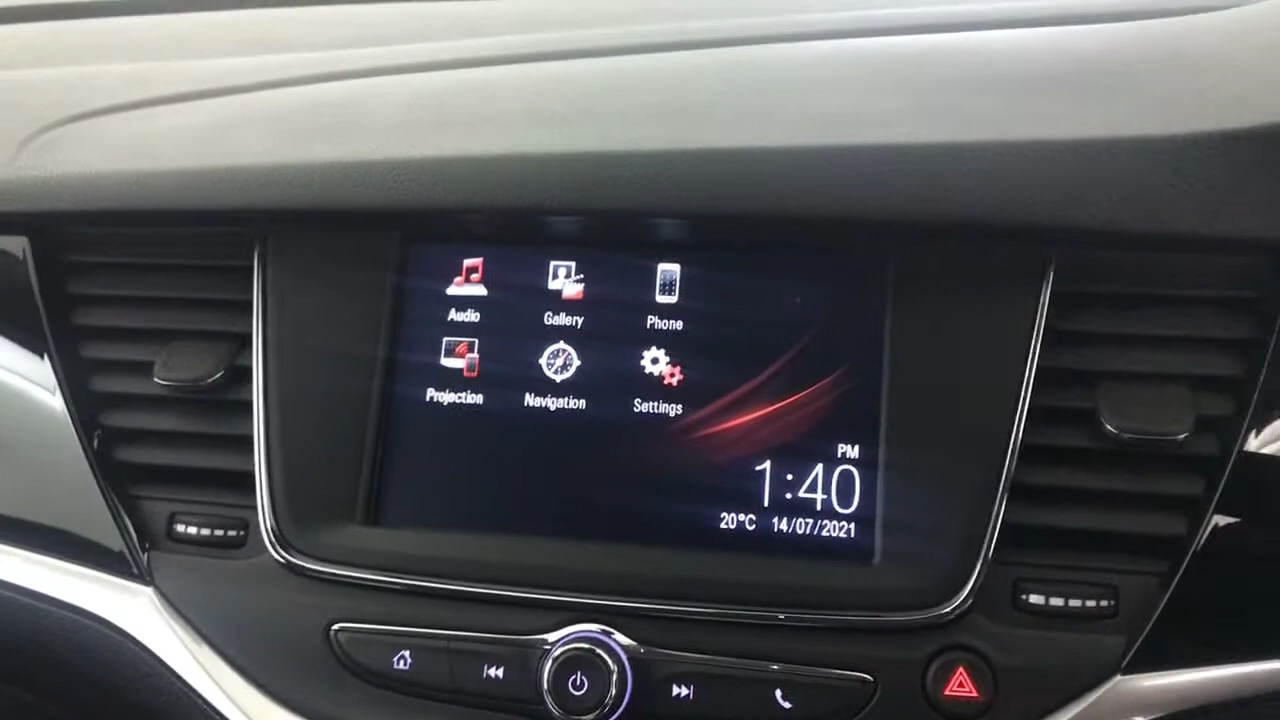 Audio Gallery Phone
Projection Navigation Settings
PM
1:40
20°C 14/07/2021